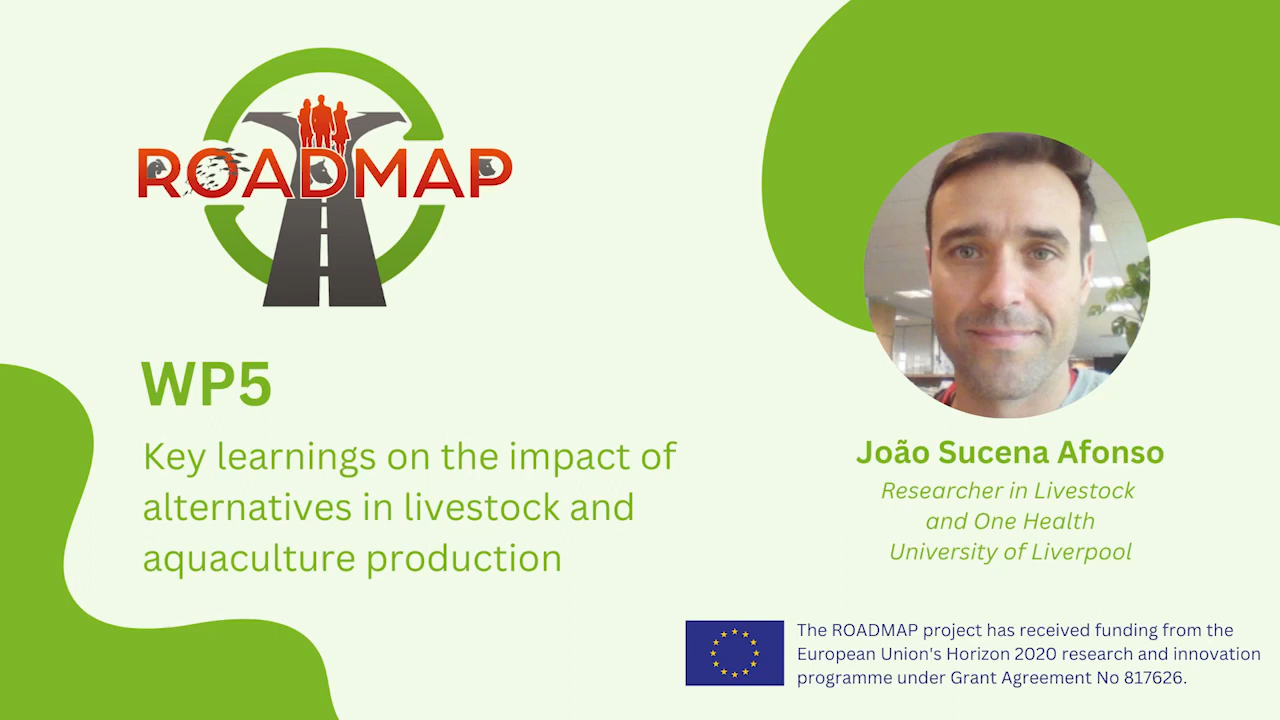 ROADMAP
WP5
Key learnings on the impact of
alternatives in livestock and
aquaculture production
João Sucena Afonso
Researcher in Livestock
and One Health
University of Liverpool
The ROADMAP project has received funding from the
European Union's Horizon 2020 research and innovation
programme under Grant Agreement No 817626.